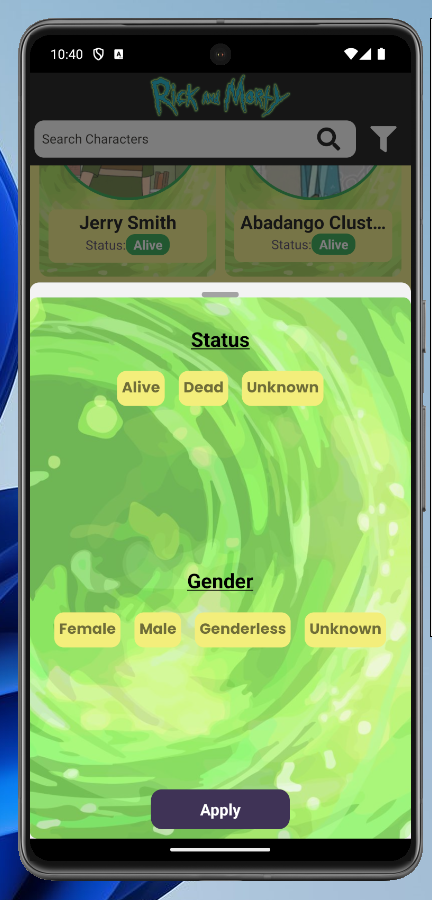 10:40 A
Rick and Morty
Search Characters
Jerry Smith Abadango Clust...
Status: Alive Status: Alive
Status
Alive Dead Unknown
Gender
Female Male Genderless Unknown
Apply